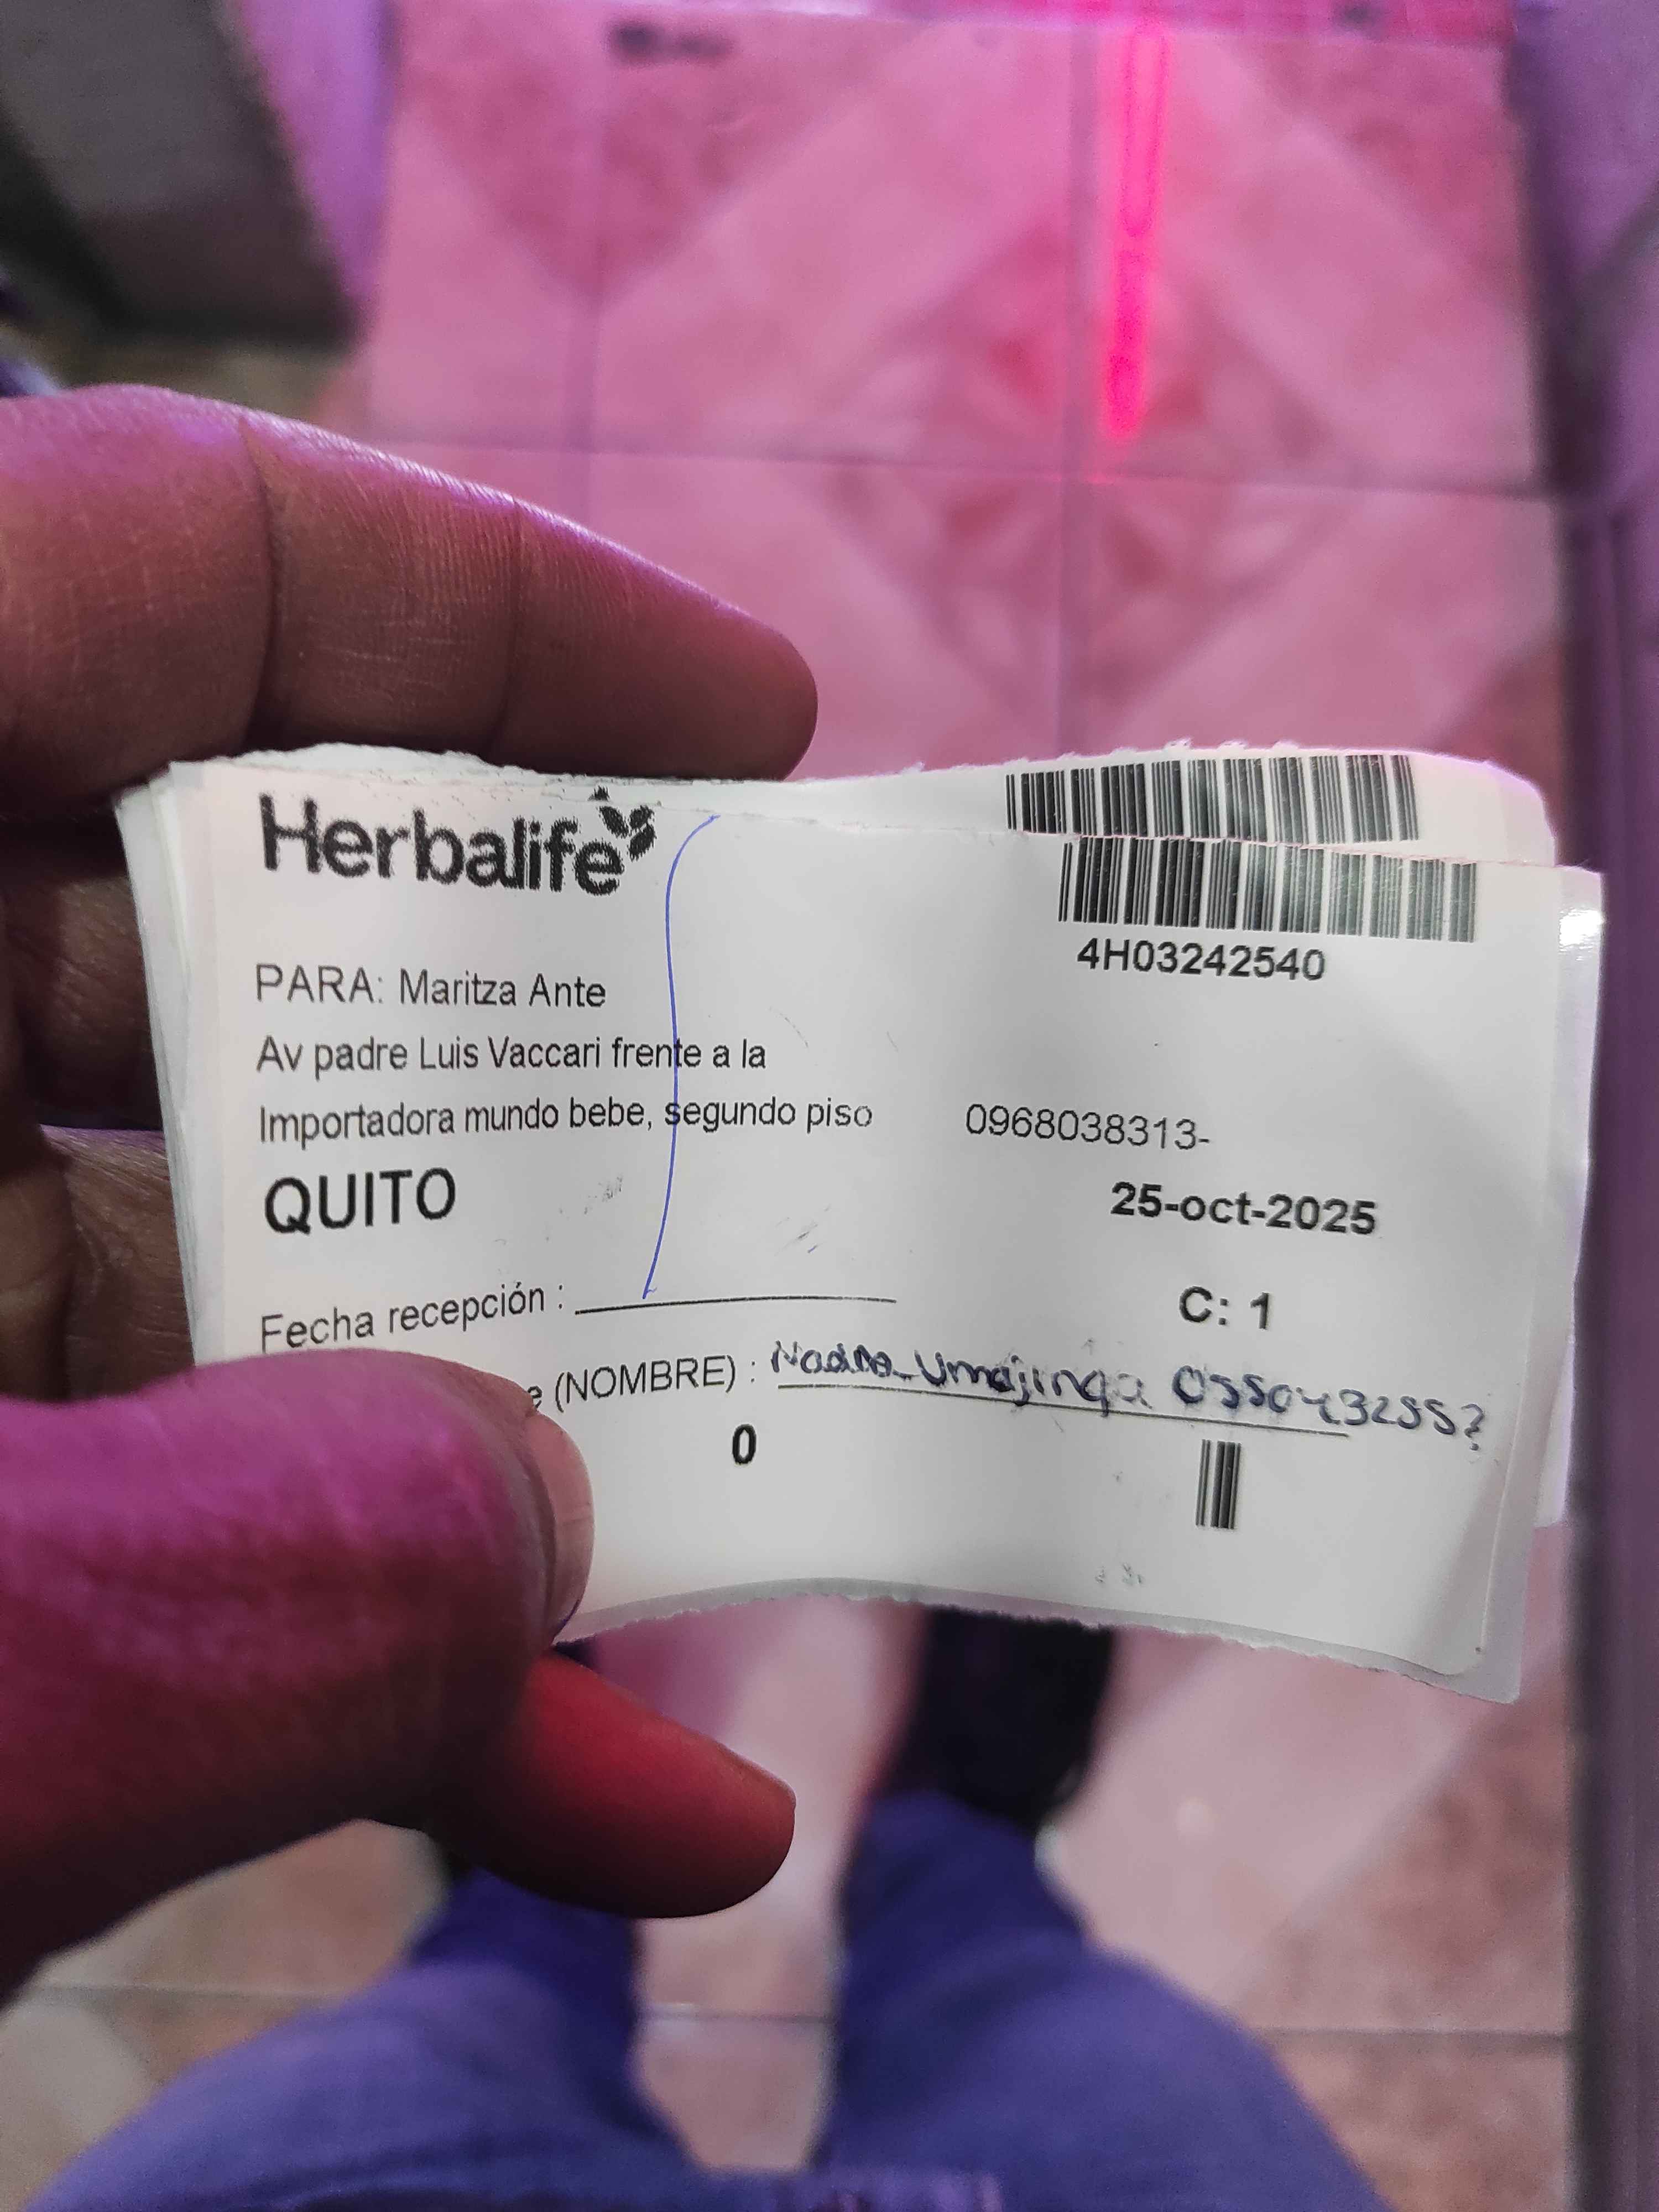 Herbalife
4H03242540
PARA: Maritza Ante
Av padre Luis Vaccari frente a la
Importadora mundo bebe, segundo piso 0968038313-
QUITO
25-oct-2025
Fecha recepción :
C: 1
e (NOMBRE) : Umajinga
0